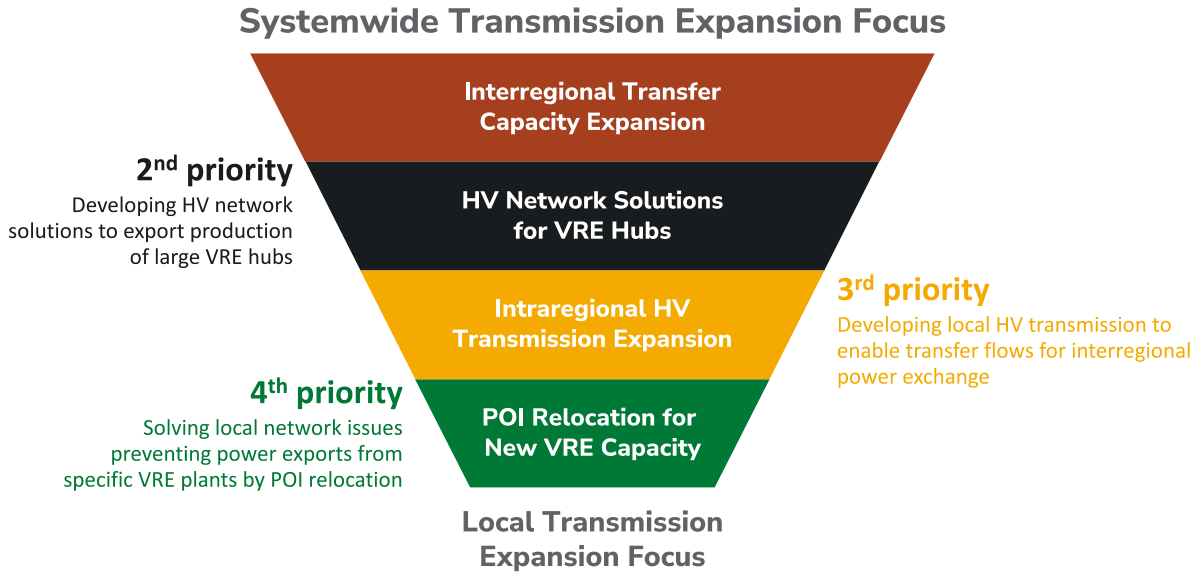 Systemwide Transmission Expansion Focus
Interregional Transfer
Capacity Expansion
2nd priority
Developing HV network
solutions to export production
of large VRE hubs
HV Network Solutions
for VRE Hubs
Intraregional HV
Transmission Expansion
3rd priority
Developing local HV transmission to
enable transfer flows for interregional
power exchange
4th priority
Solving local network issues
preventing power exports from
specific VRE plants by POI relocation
POI Relocation for
New VRE Capacity
Local Transmission
Expansion Focus